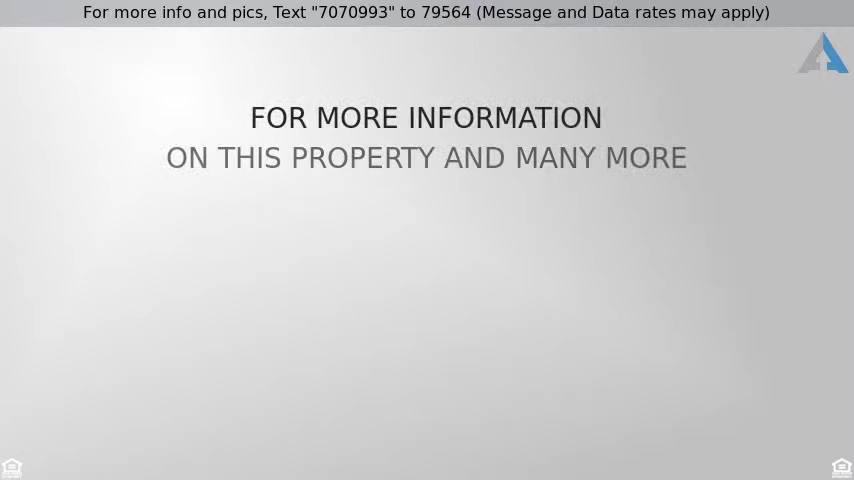 For more info and pics, Text "7070993" to 79564 (Message and Data rates may apply)
FOR MORE INFORMATION
ON THIS PROPERTY AND MANY MORE